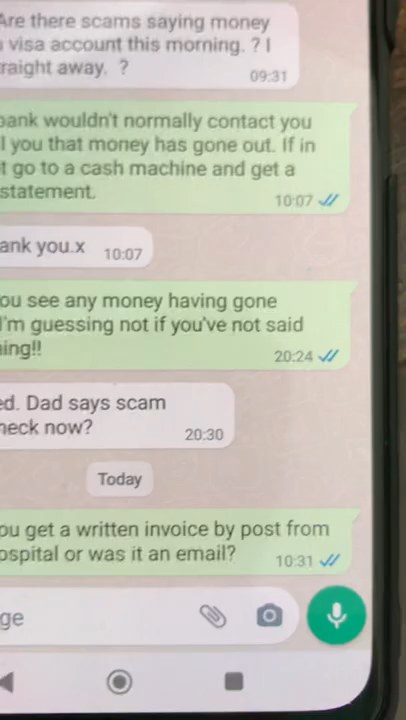 Are there scams saying money
visa account this morning. ? I
raight away. ?
09:31
bank wouldn't normally contact you
l you that money has gone out. If in
t go to a cash machine and get a
statement.
10:07
ank you.x 10:07
ou see any money having gone
I'm guessing not if you've not said
ing!!
20:24
ed. Dad says scam
heck now?
20:30
Today
ou get a written invoice by post from
ospital or was it an email?
10:31
ge